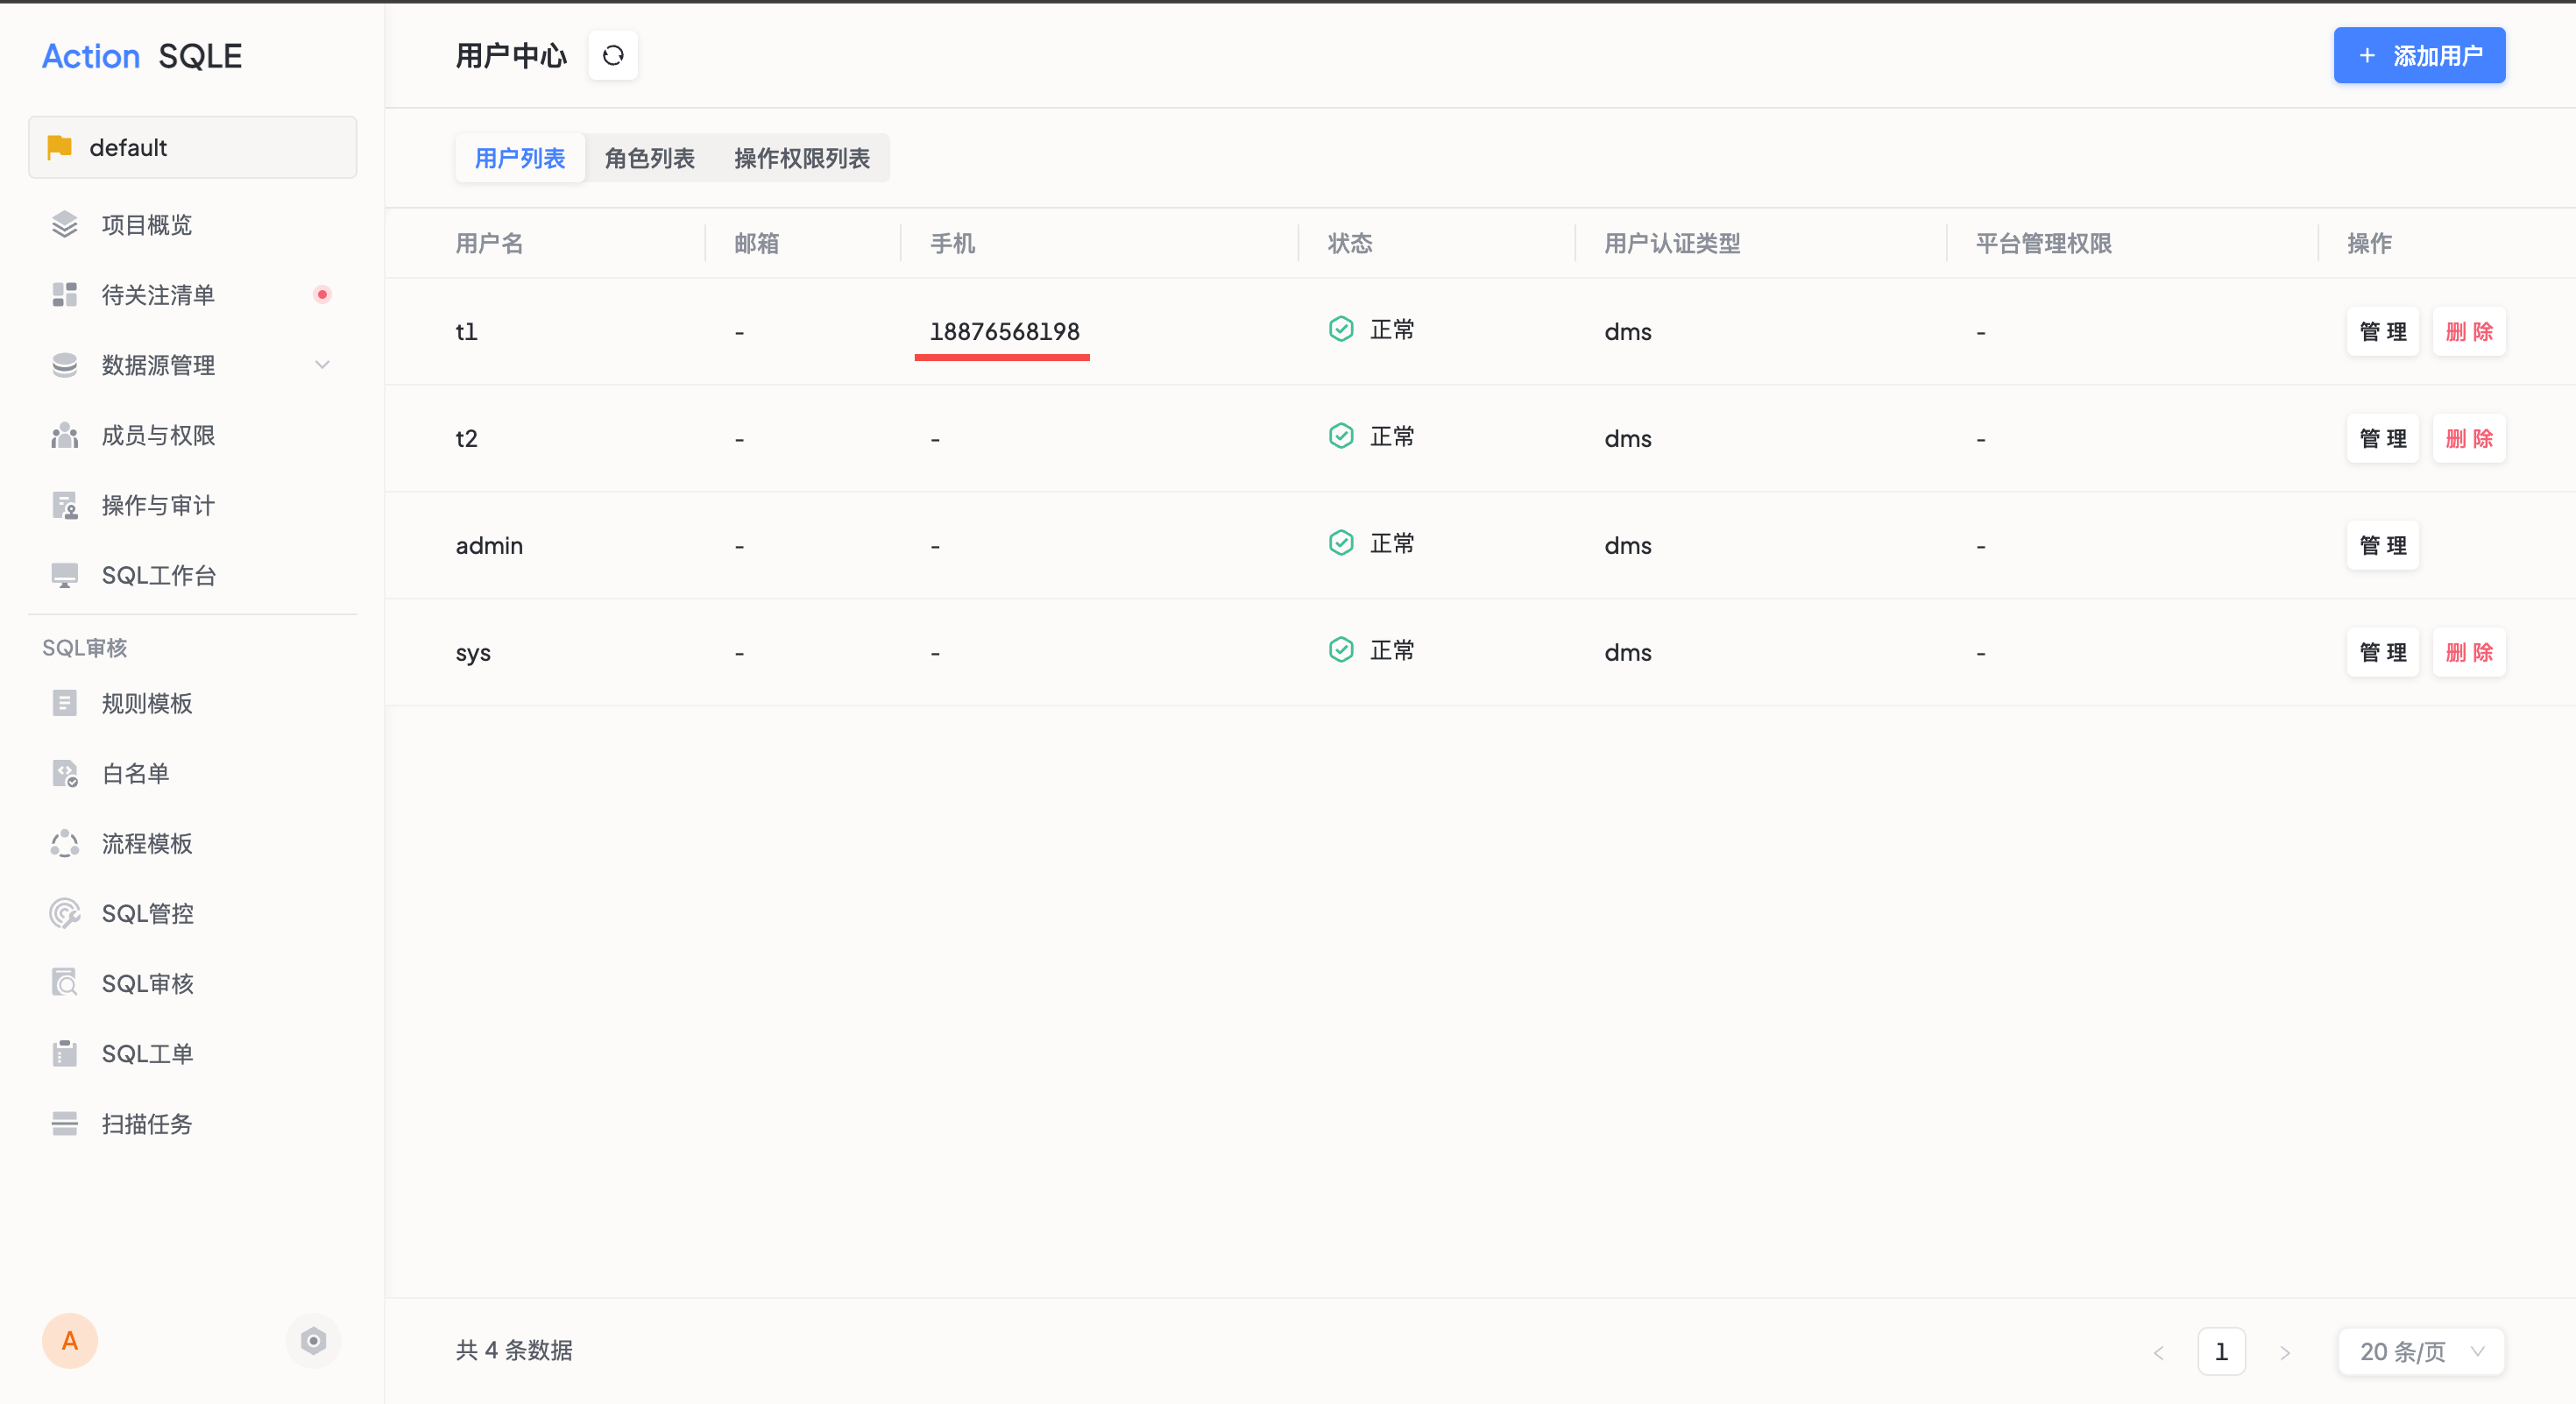 Action SQLE
default
项目概览
待关注清单
数据源管理
成员与权限
操作与审计
SQL工作台
SQL审核
规则模板
白名单
流程模板
SQL管控
SQL审核
SQL工单
扫描任务
A
用户中心
+ 添加用户
用户列表 角色列表 操作权限列表
用户名 邮箱 手机 状态 用户认证类型 平台管理权限 操作
t1 - 18876568198 正常 dms - 管理 删除
t2 - - 正常 dms - 管理 删除
admin - - 正常 dms - 管理
sys - - 正常 dms - 管理 删除
共 4 条数据
< 1 > 20 条/页